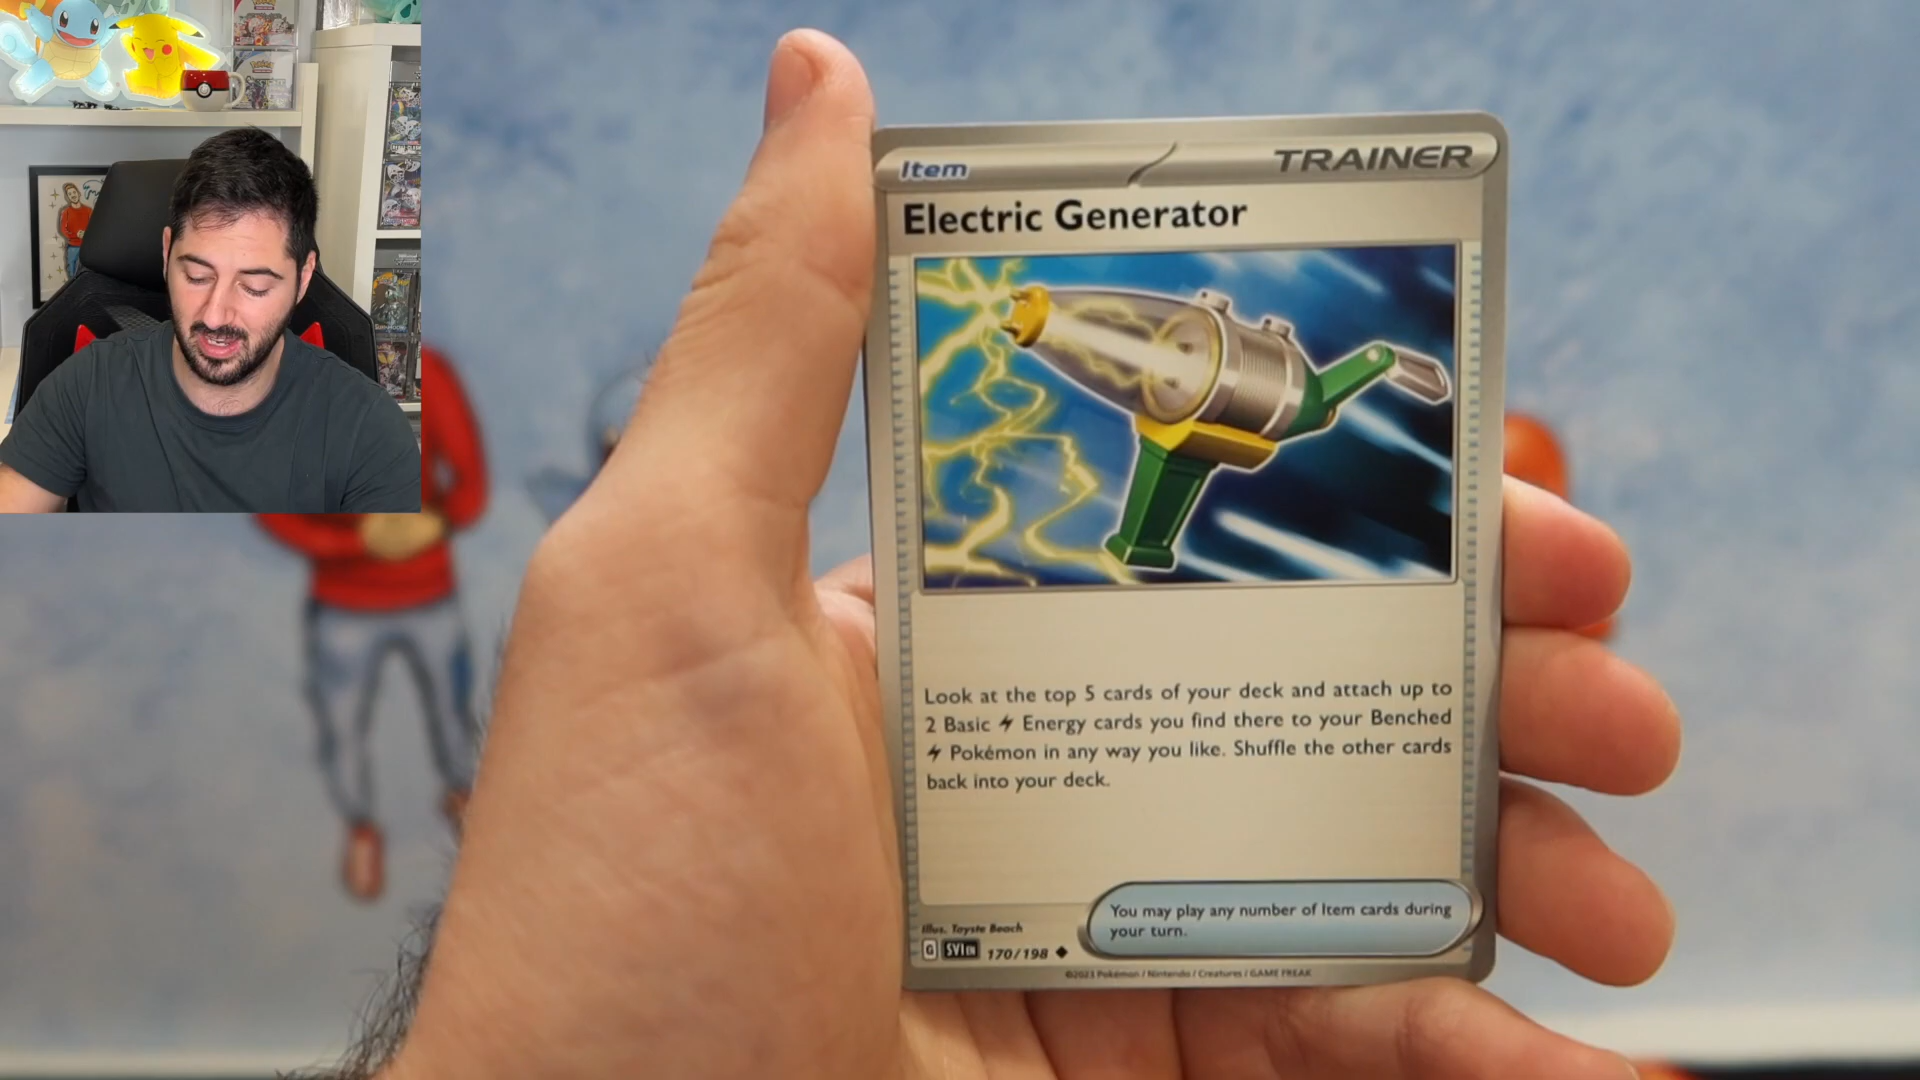 Item
TRAINER
Electric Generator
Look at the top 5 cards of your deck and attach up to
2 Basic Energy cards you find there to your Benched
Pokémon in any way you like. Shuffle the other cards
back into your deck.
You may play any number of Item cards during
your turn.
Illus. Toyste Beach
G SVI EN 170/198
©2023 Pokémon / Nintendo / Creatures / GAME FREAK